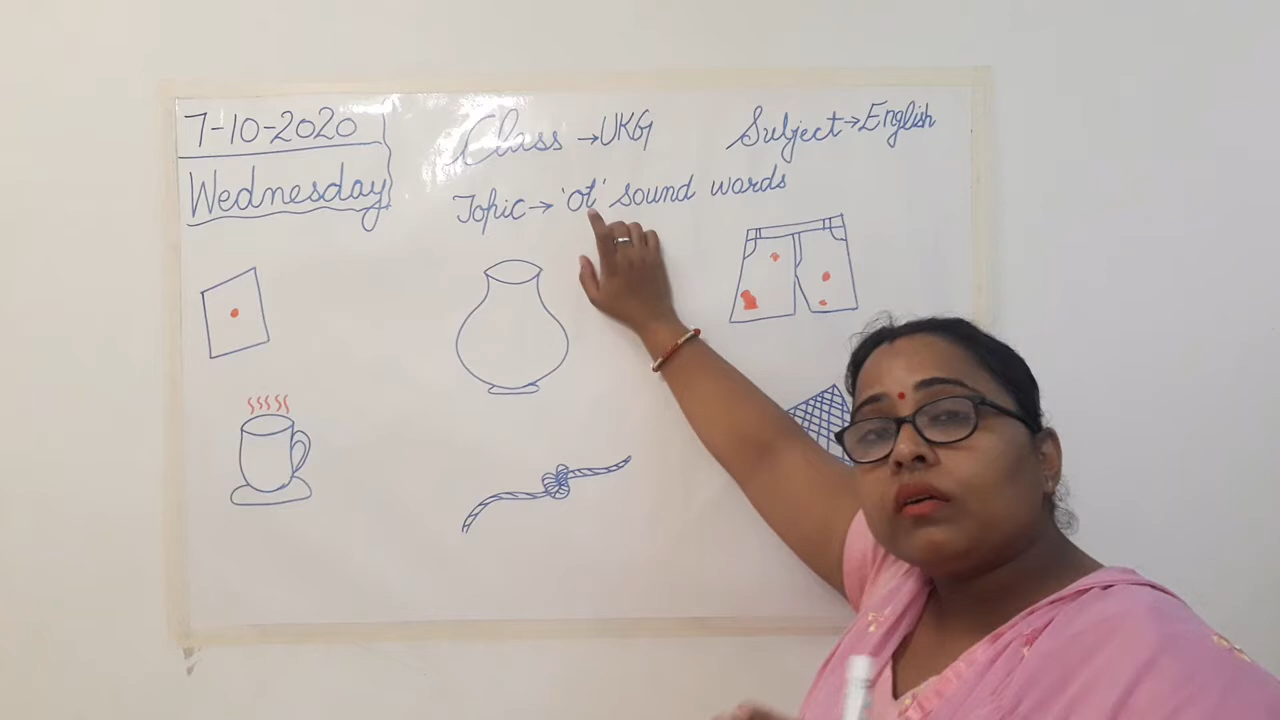 7-10-2020
Wednesday
Class → UKG
Subject → English
Topic → 'ot' sound words